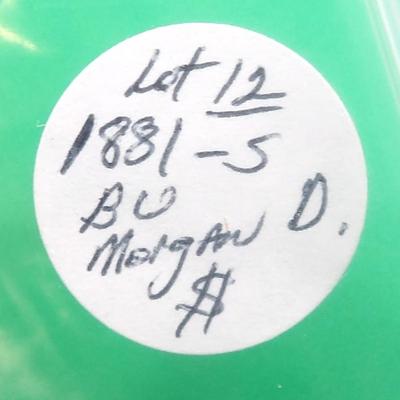 Lot 12
1881-S
BU
Morgan D.
$